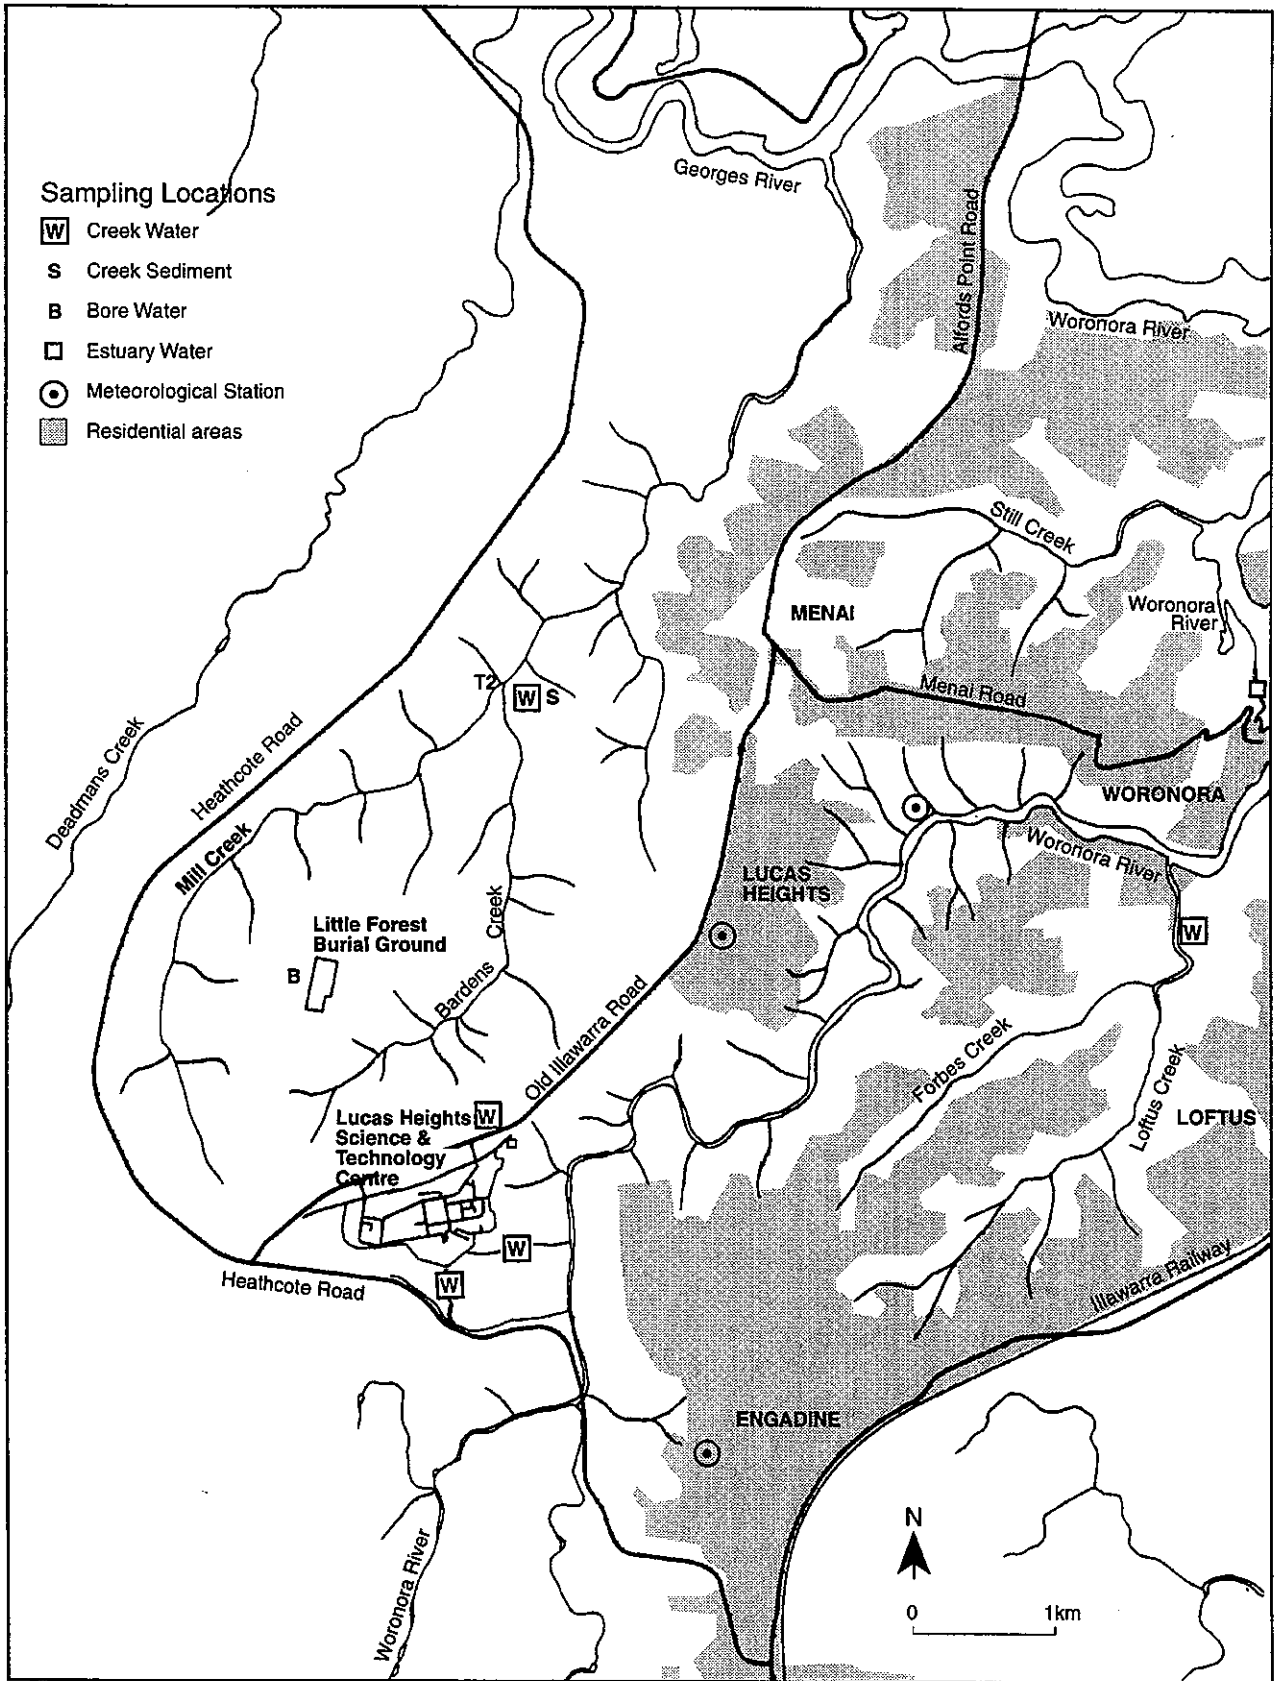 Sampling Locations
W Creek Water
S Creek Sediment
B Bore Water
Estuary Water
Meteorological Station
Residential areas
Georges River
Alfords Point Road
Woronora River
Still Creek
MENAI
Woronora
River
Menai Road
T2
W S
Deadmans Creek
Heathcote Road
Mill Creek
WORONORA
Woronora River
LUCAS
HEIGHTS
Little Forest
Burial Ground
B
Creek
Bardens
W
Old Illawarra Road
Forbes Creek
Loftus Creek
LOFTUS
Lucas Heights
Science &
Technology
Centre
W
W
W
Heathcote Road
Illawarra Railway
ENGADINE
Woronora River
N
0 1km